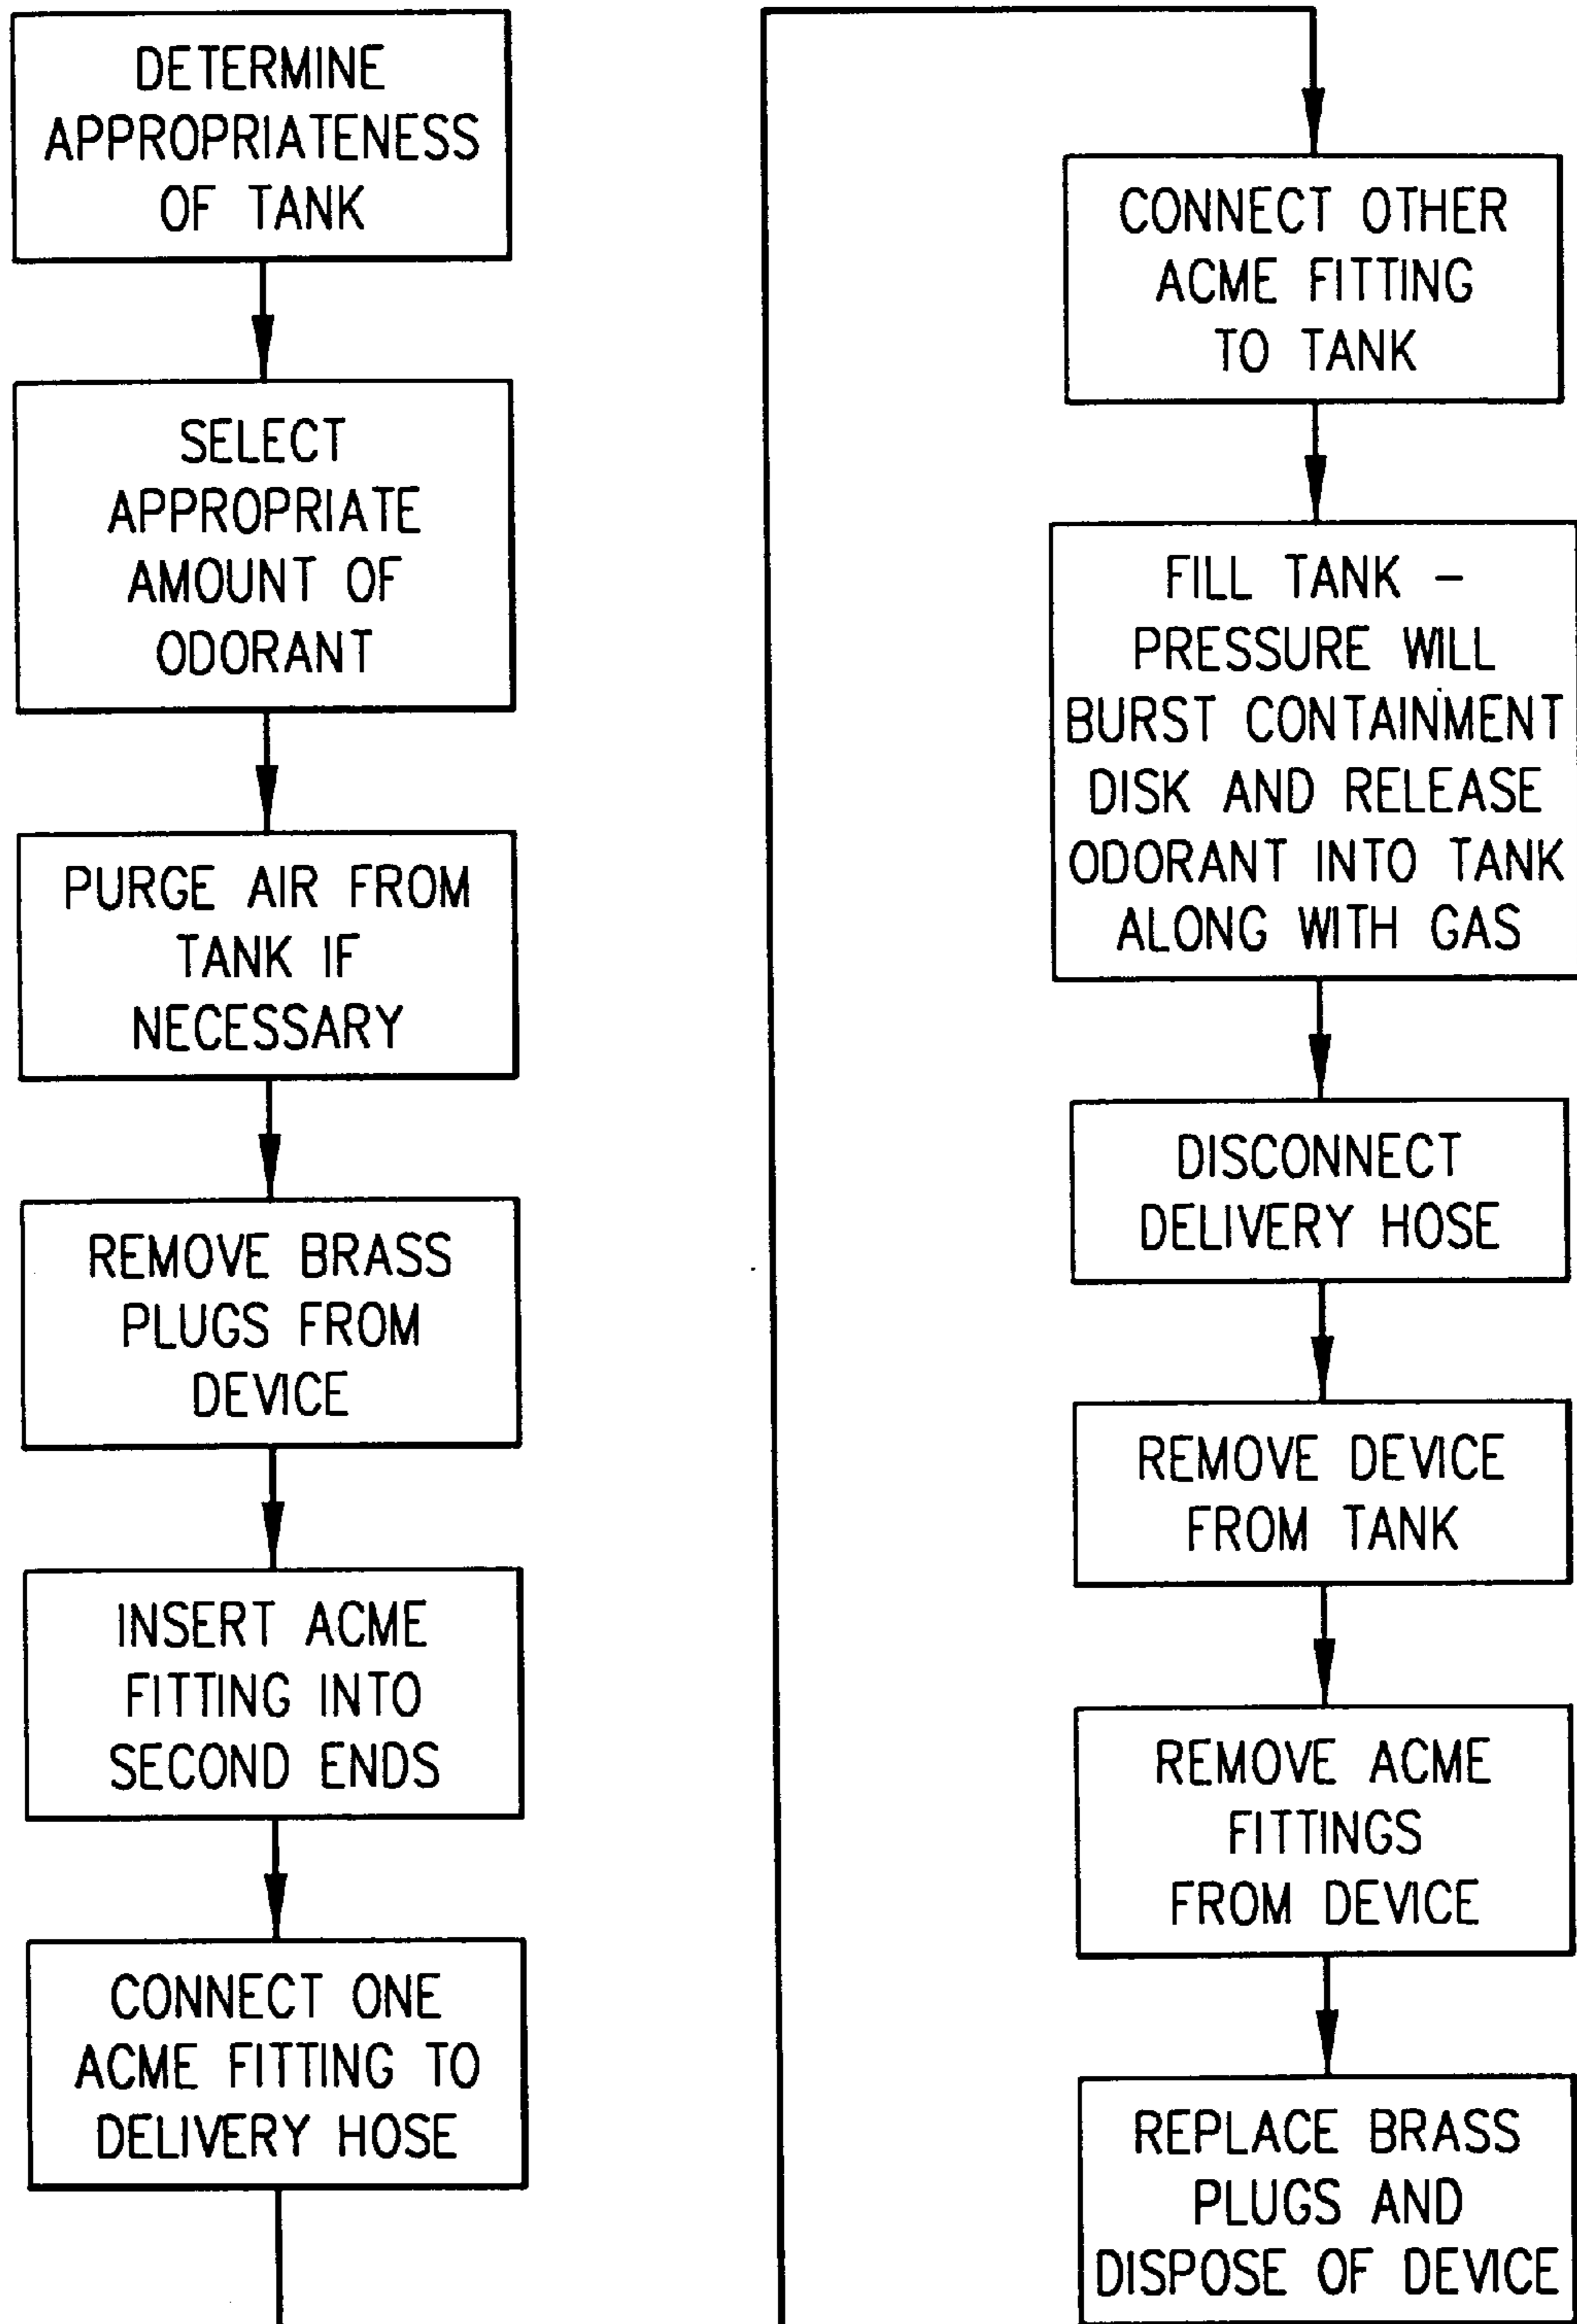 DETERMINE
APPROPRIATENESS
OF TANK
SELECT
APPROPRIATE
AMOUNT OF
ODORANT
PURGE AIR FROM
TANK IF
NECESSARY
REMOVE BRASS
PLUGS FROM
DEVICE
INSERT ACME
FITTING INTO
SECOND ENDS
CONNECT ONE
ACME FITTING TO
DELIVERY HOSE
CONNECT OTHER
ACME FITTING
TO TANK
FILL TANK –
PRESSURE WILL
BURST CONTAINMENT
DISK AND RELEASE
ODORANT INTO TANK
ALONG WITH GAS
DISCONNECT
DELIVERY HOSE
REMOVE DEVICE
FROM TANK
REMOVE ACME
FITTINGS
FROM DEVICE
REPLACE BRASS
PLUGS AND
DISPOSE OF DEVICE